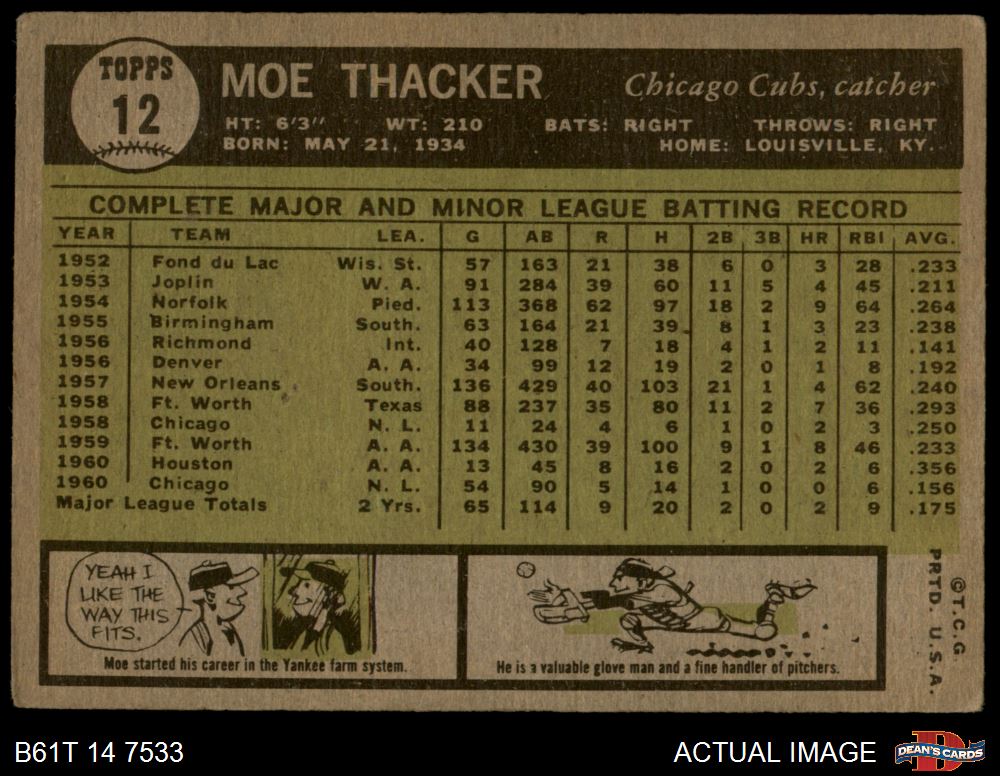 TOPPS
12
MOE THACKER
Chicago Cubs, catcher
HT: 6'3" WT: 210 BATS: RIGHT THROWS: RIGHT
BORN: MAY 21, 1934 HOME: LOUISVILLE, KY.
COMPLETE MAJOR AND MINOR LEAGUE BATTING RECORD
YEAR TEAM LEA. G AB R H 2B 3B HR RBI AVG.
1952 Fond du Lac Wis. St. 57 163 21 38 6 0 3 28 .233
1953 Joplin W. A. 91 284 39 60 11 5 4 45 .211
1954 Norfolk Pied. 113 368 62 97 18 2 9 64 .264
1955 Birmingham South. 63 164 21 39 8 1 3 23 .238
1956 Richmond Int. 40 128 7 18 4 1 2 11 .141
1956 Denver A. A. 34 99 12 19 2 0 1 8 .192
1957 New Orleans South. 136 429 40 103 21 1 4 62 .240
1958 Ft. Worth Texas 88 237 35 80 11 2 7 36 .293
1958 Chicago N. L. 11 24 4 6 1 0 2 3 .250
1959 Ft. Worth A. A. 134 430 39 100 9 1 8 46 .233
1960 Houston A. A. 13 45 8 16 2 0 2 6 .356
1960 Chicago N. L. 54 90 5 14 1 0 0 6 .156
Major League Totals 2 Yrs. 65 114 9 20 2 0 2 9 .175
YEAH I
LIKE THE
WAY THIS
FITS.
Moe started his career in the Yankee farm system.
He is a valuable glove man and a fine handler of pitchers.
©T.C.G.
PRTD. U.S.A.
B61T 14 7533
ACTUAL IMAGE
D
DEAN'S CARDS